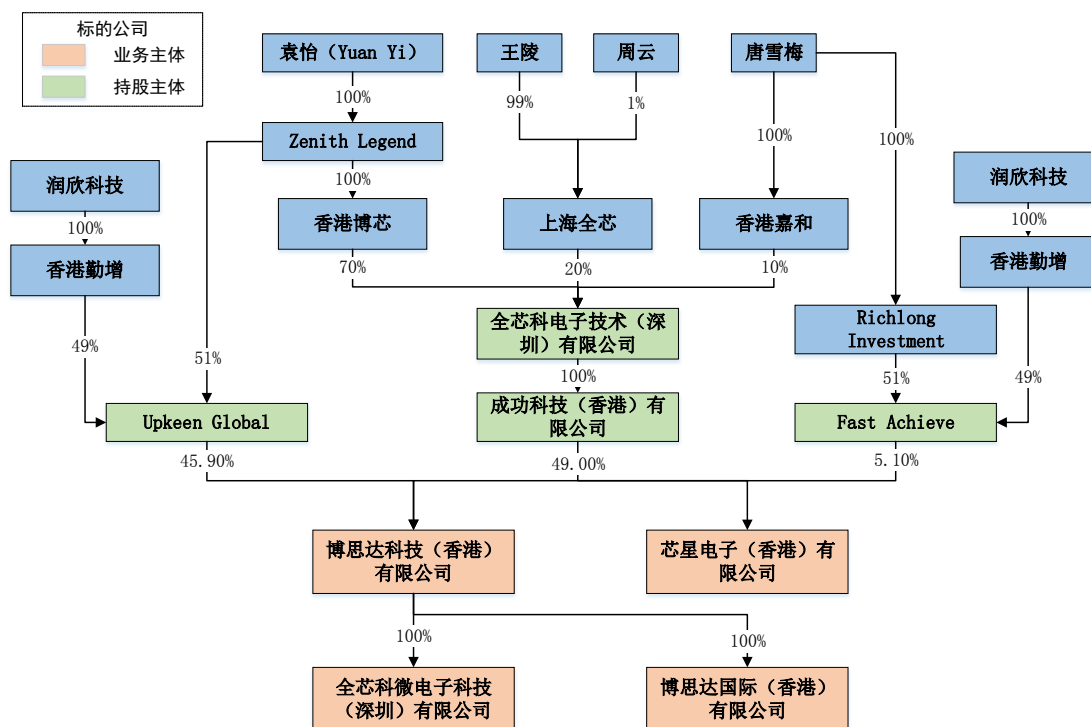 标的公司
业务主体
持股主体
袁怡（Yuan Yi）
王陵
周云
唐雪梅
100%
99%
1%
100%
100%
Zenith Legend
润欣科技
润欣科技
100%
香港博芯
上海全芯
香港嘉和
100%
100%
香港勤增
香港勤增
70%
20%
10%
全芯科电子技术（深
圳）有限公司
Richlong
Investment
49%
51%
100%
51%
49%
Upkeen Global
成功科技（香港）有
限公司
Fast Achieve
45.90%
49.00%
5.10%
博思达科技（香港）
有限公司
芯星电子（香港）有
限公司
100%
100%
全芯科微电子科技
（深圳）有限公司
博思达国际（香港）
有限公司